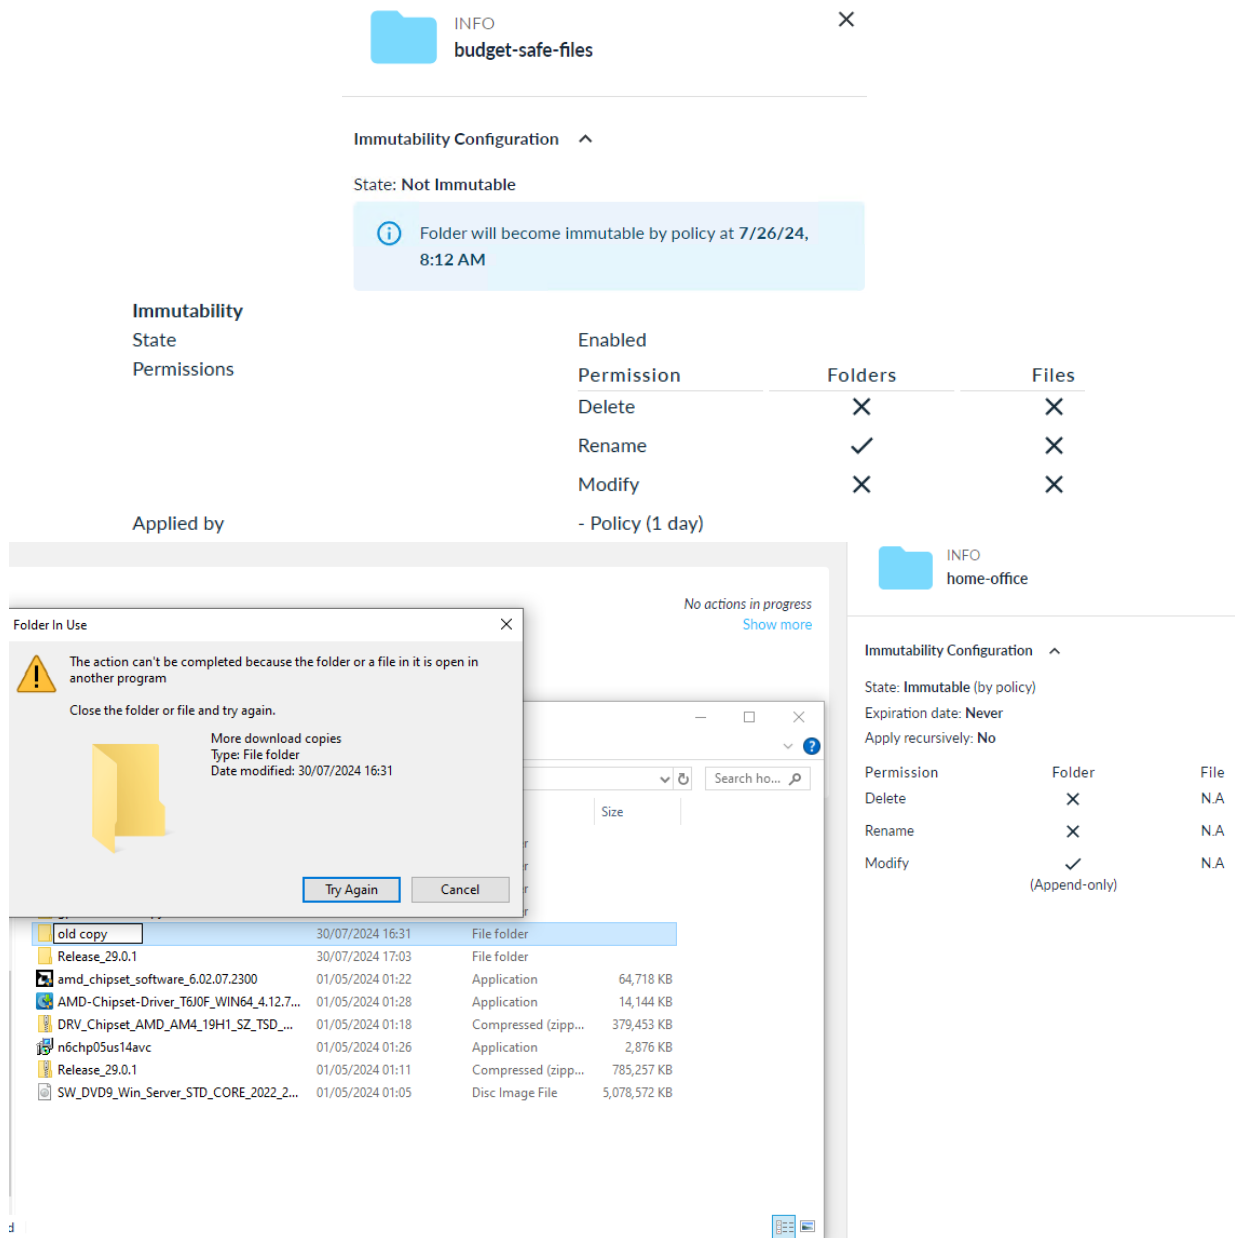 INFO
budget-safe-files
Immutability Configuration
State: Not Immutable
Folder will become immutable by policy at 7/26/24,
8:12 AM
Immutability
State Enabled
Permissions
Permission Folders Files
Delete
Rename
Modify
Applied by - Policy (1 day)
No actions in progress
Show more
Folder In Use
The action can't be completed because the folder or a file in it is open in
another program
Close the folder or file and try again.
More download copies
Type: File folder
Date modified: 30/07/2024 16:31
Try Again Cancel
Search ho...
Size
old copy 30/07/2024 16:31 File folder
Release_29.0.1 30/07/2024 17:03 File folder
amd_chipset_software_6.02.07.2300 01/05/2024 01:22 Application 64,718 KB
AMD-Chipset-Driver_T6J0F_WIN64_4.12.7... 01/05/2024 01:28 Application 14,144 KB
DRV_Chipset_AMD_AM4_19H1_SZ_TSD_... 01/05/2024 01:18 Compressed (zipp... 379,453 KB
n6chp05us14avc 01/05/2024 01:26 Application 2,876 KB
Release_29.0.1 01/05/2024 01:11 Compressed (zipp... 785,257 KB
SW_DVD9_Win_Server_STD_CORE_2022_2... 01/05/2024 01:05 Disc Image File 5,078,572 KB
INFO
home-office
Immutability Configuration
State: Immutable (by policy)
Expiration date: Never
Apply recursively: No
Permission Folder File
Delete N.A
Rename N.A
Modify N.A
(Append-only)